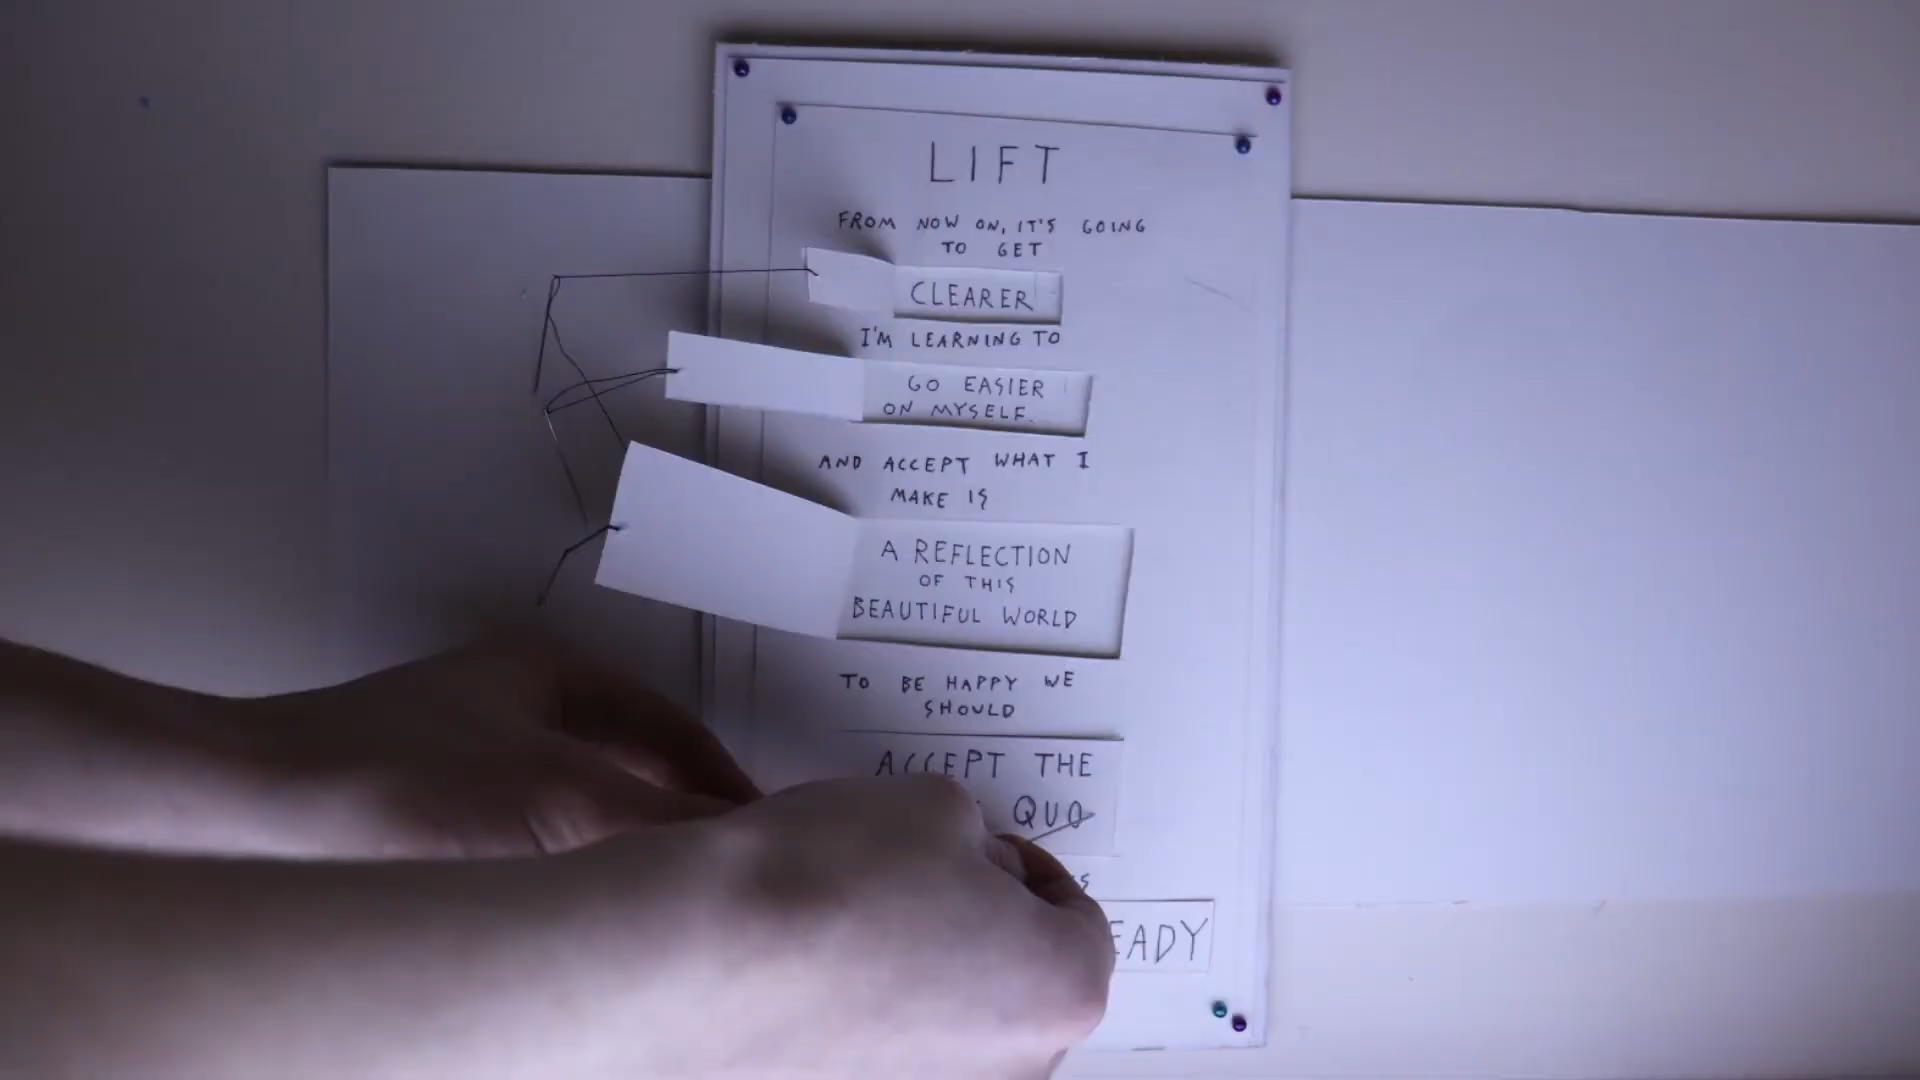 LIFT
FROM NOW ON, IT'S GOING
TO GET
CLEARER
I'M LEARNING TO
GO EASIER
ON MYSELF.
AND ACCEPT WHAT I
MAKE IS
A REFLECTION
OF THIS
BEAUTIFUL WORLD
TO BE HAPPY WE
SHOULD
ACCEPT THE
QUO